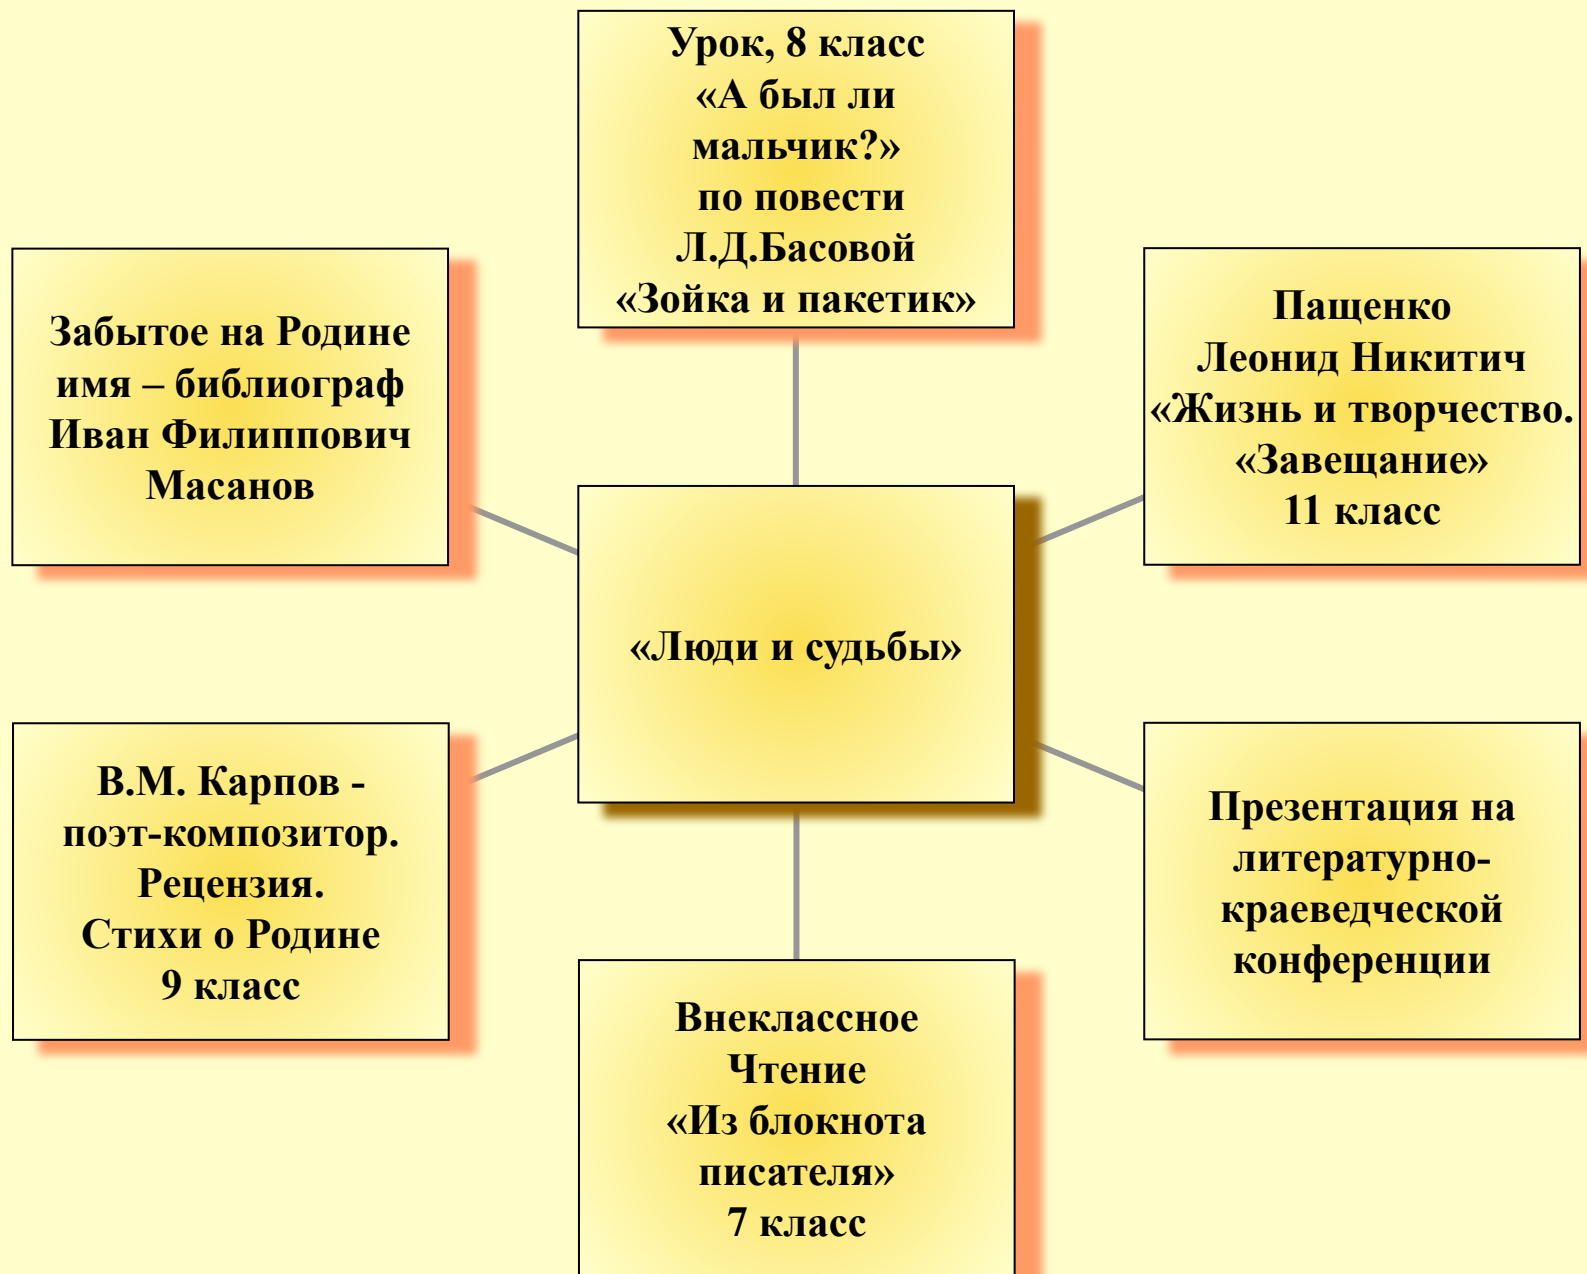 Урок, 8 класс
«А был ли
мальчик?»
по повести
Л.Д.Басовой
«Зойка и пакетик»
Забытое на Родине
имя – библиограф
Иван Филиппович
Масанов
Пащенко
Леонид Никитич
«Жизнь и творчество.
«Завещание»
11 класс
«Люди и судьбы»
В.М. Карпов -
поэт-композитор.
Рецензия.
Стихи о Родине
9 класс
Презентация на
литературно-
краеведческой
конференции
Внеклассное
Чтение
«Из блокнота
писателя»
7 класс